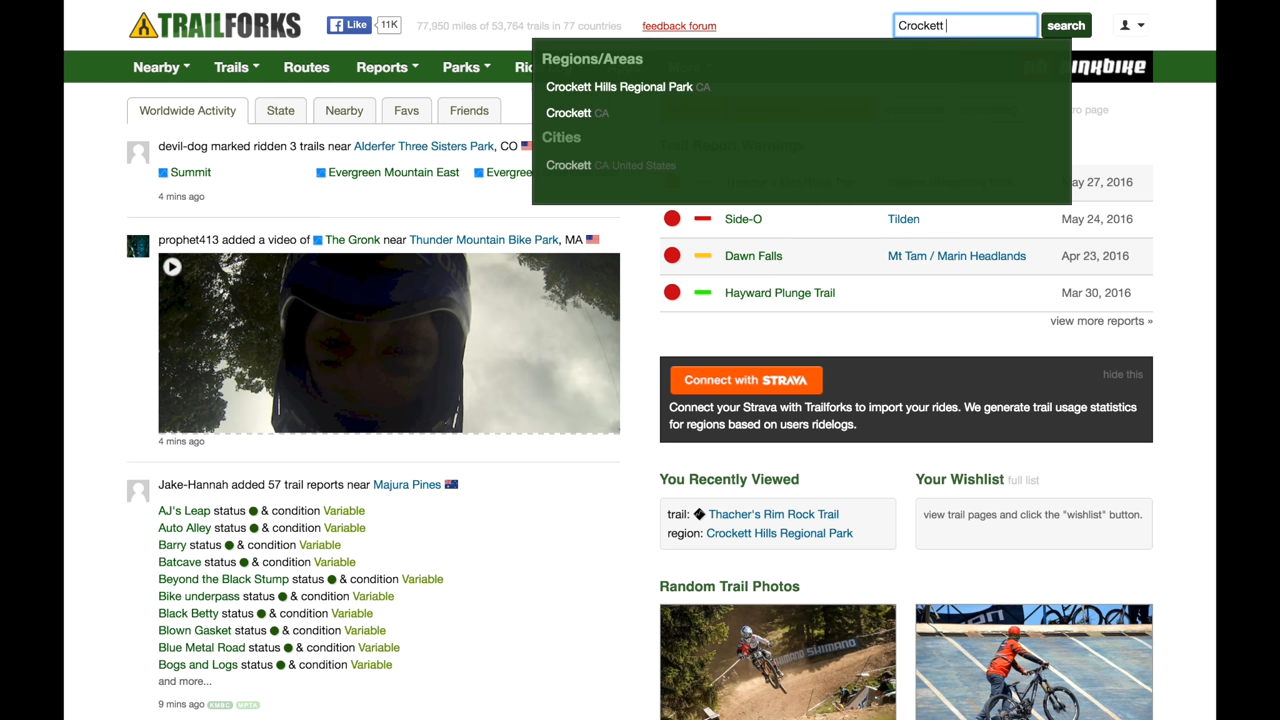 TRAILFORKS
Like
11K
77,950 miles of 53,764 trails in 77 countries
feedback forum
Crockett
search
Nearby
Trails
Routes
Reports
Parks
Regions/Areas
Crockett Hills Regional Park CA
Crockett CA
Cities
Crockett CA United States
Worldwide Activity
State
Nearby
Favs
Friends
devil-dog marked ridden 3 trails near Alderfer Three Sisters Park, CO
Summit
Evergreen Mountain East
4 mins ago
prophet413 added a video of The Gronk near Thunder Mountain Bike Park, MA
4 mins ago
Jake-Hannah added 57 trail reports near Majura Pines
AJ's Leap status & condition Variable
Auto Alley status & condition Variable
Barry status & condition Variable
Batcave status & condition Variable
Beyond the Black Stump status & condition Variable
Bike underpass status & condition Variable
Black Betty status & condition Variable
Blown Gasket status & condition Variable
Blue Metal Road status & condition Variable
Bogs and Logs status & condition Variable
and more...
9 mins ago KMBC MPTA
Trail Report Warnings
May 27, 2016
Side-O Tilden May 24, 2016
Dawn Falls Mt Tam / Marin Headlands Apr 23, 2016
Hayward Plunge Trail Mar 30, 2016
view more reports »
Connect with STRAVA
hide this
Connect your Strava with Trailforks to import your rides. We generate trail usage statistics
for regions based on users ridelogs.
You Recently Viewed
trail: Thacher's Rim Rock Trail
region: Crockett Hills Regional Park
Your Wishlist full list
view trail pages and click the "wishlist" button.
Random Trail Photos
SHIMANO